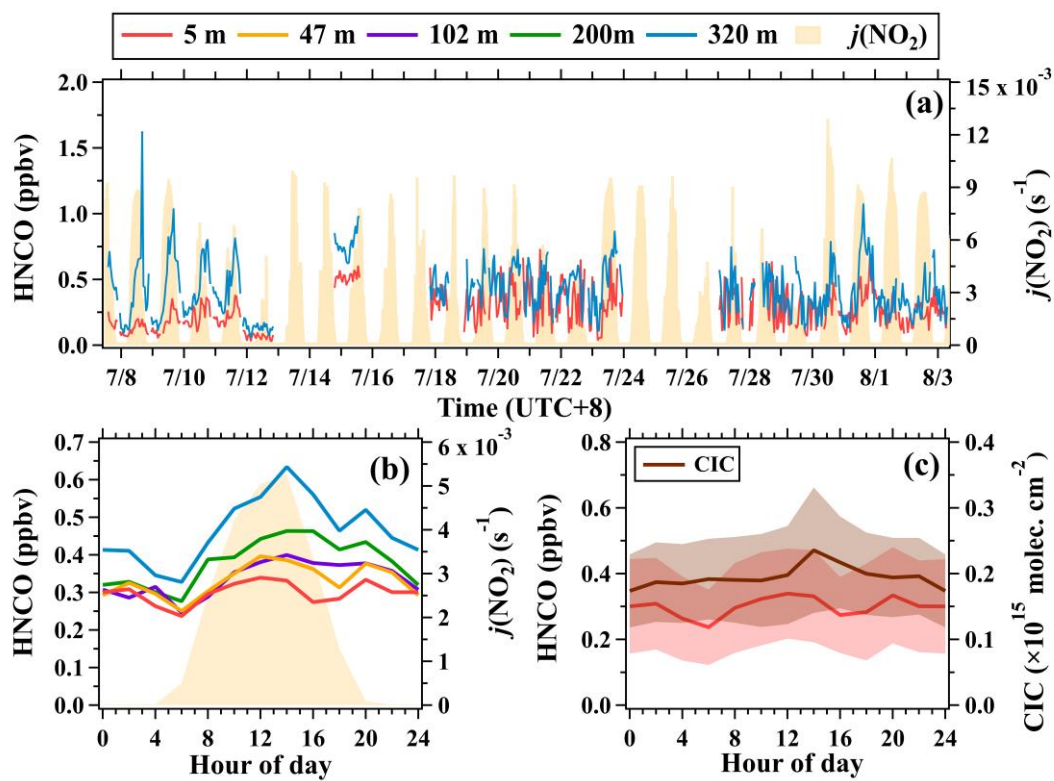 5 m 47 m 102 m 200m 320 m j(NO2)
(a)
HNCO (ppbv)
2.0
1.5
1.0
0.5
0.0
15 x 10⁻³
12
9
6
3
0
j(NO2) (s⁻¹)
7/8 7/10 7/12 7/14 7/16 7/18 7/20 7/22 7/24 7/26 7/28 7/30 8/1 8/3
Time (UTC+8)
(b)
HNCO (ppbv)
0.7
0.6
0.5
0.4
0.3
0.2
0.1
0.0
6 x 10⁻³
5
4
3
2
1
0
j(NO2) (s⁻¹)
0 4 8 12 16 20 24
Hour of day
CIC
(c)
HNCO (ppbv)
0.8
0.6
0.4
0.2
0.0
0.4
0.3
0.2
0.1
0.0
CIC (×10¹⁵ molec. cm⁻²)
0 4 8 12 16 20 24
Hour of day